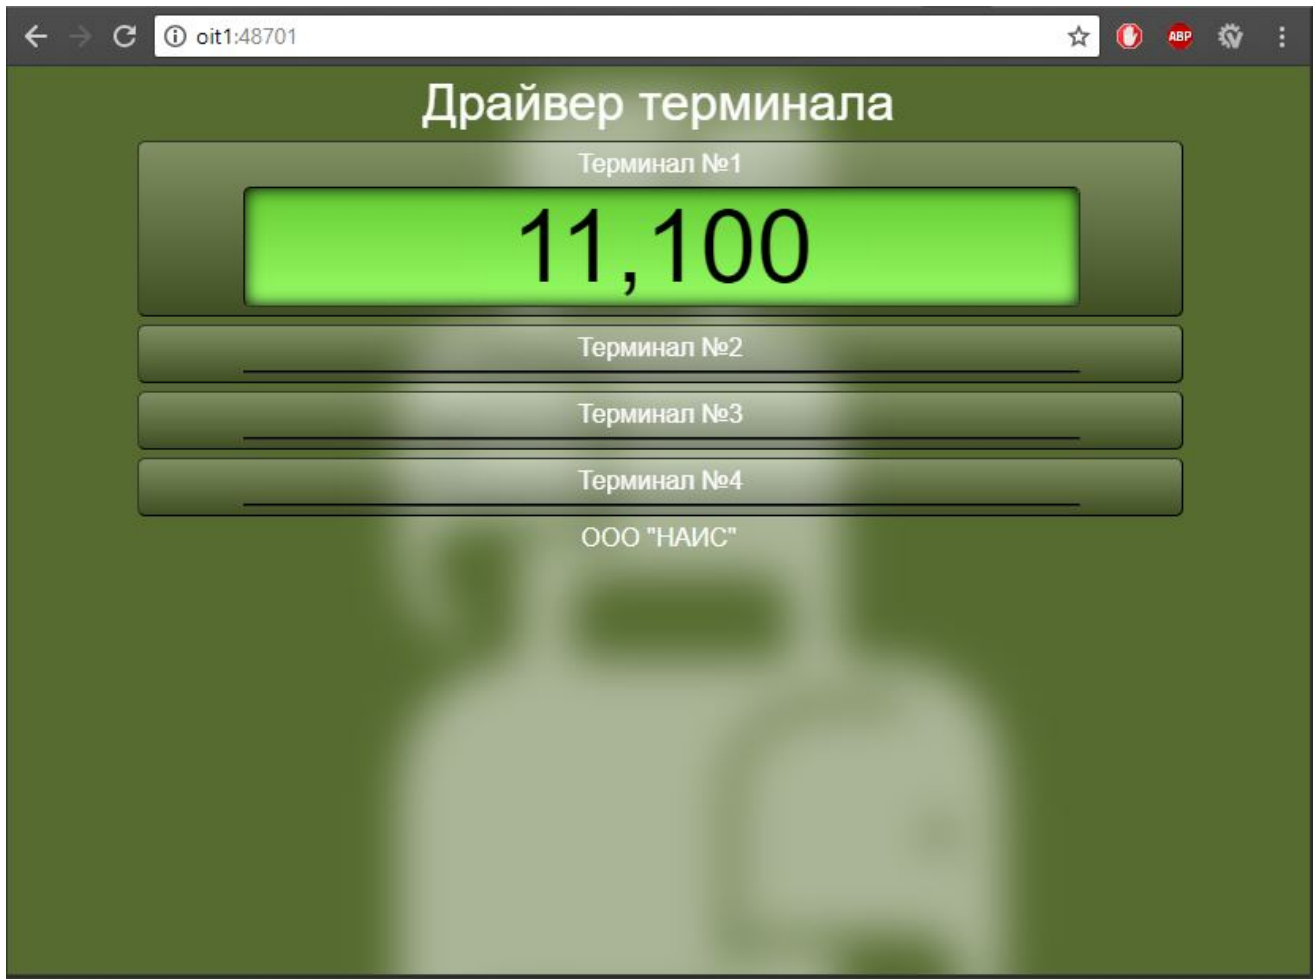 oit1:48701
ABP
Драйвер терминала
Терминал №1
11,100
Терминал №2
Терминал №3
Терминал №4
ООО "НАИС"